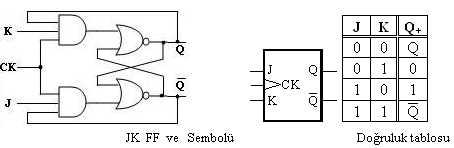 K
Q
CK
J
Q̅
JK FF ve Sembolü
J Q
CK
K Q̅
J K Q+
0 0 Q
0 1 0
1 0 1
1 1 Q̅
Doğruluk tablosu